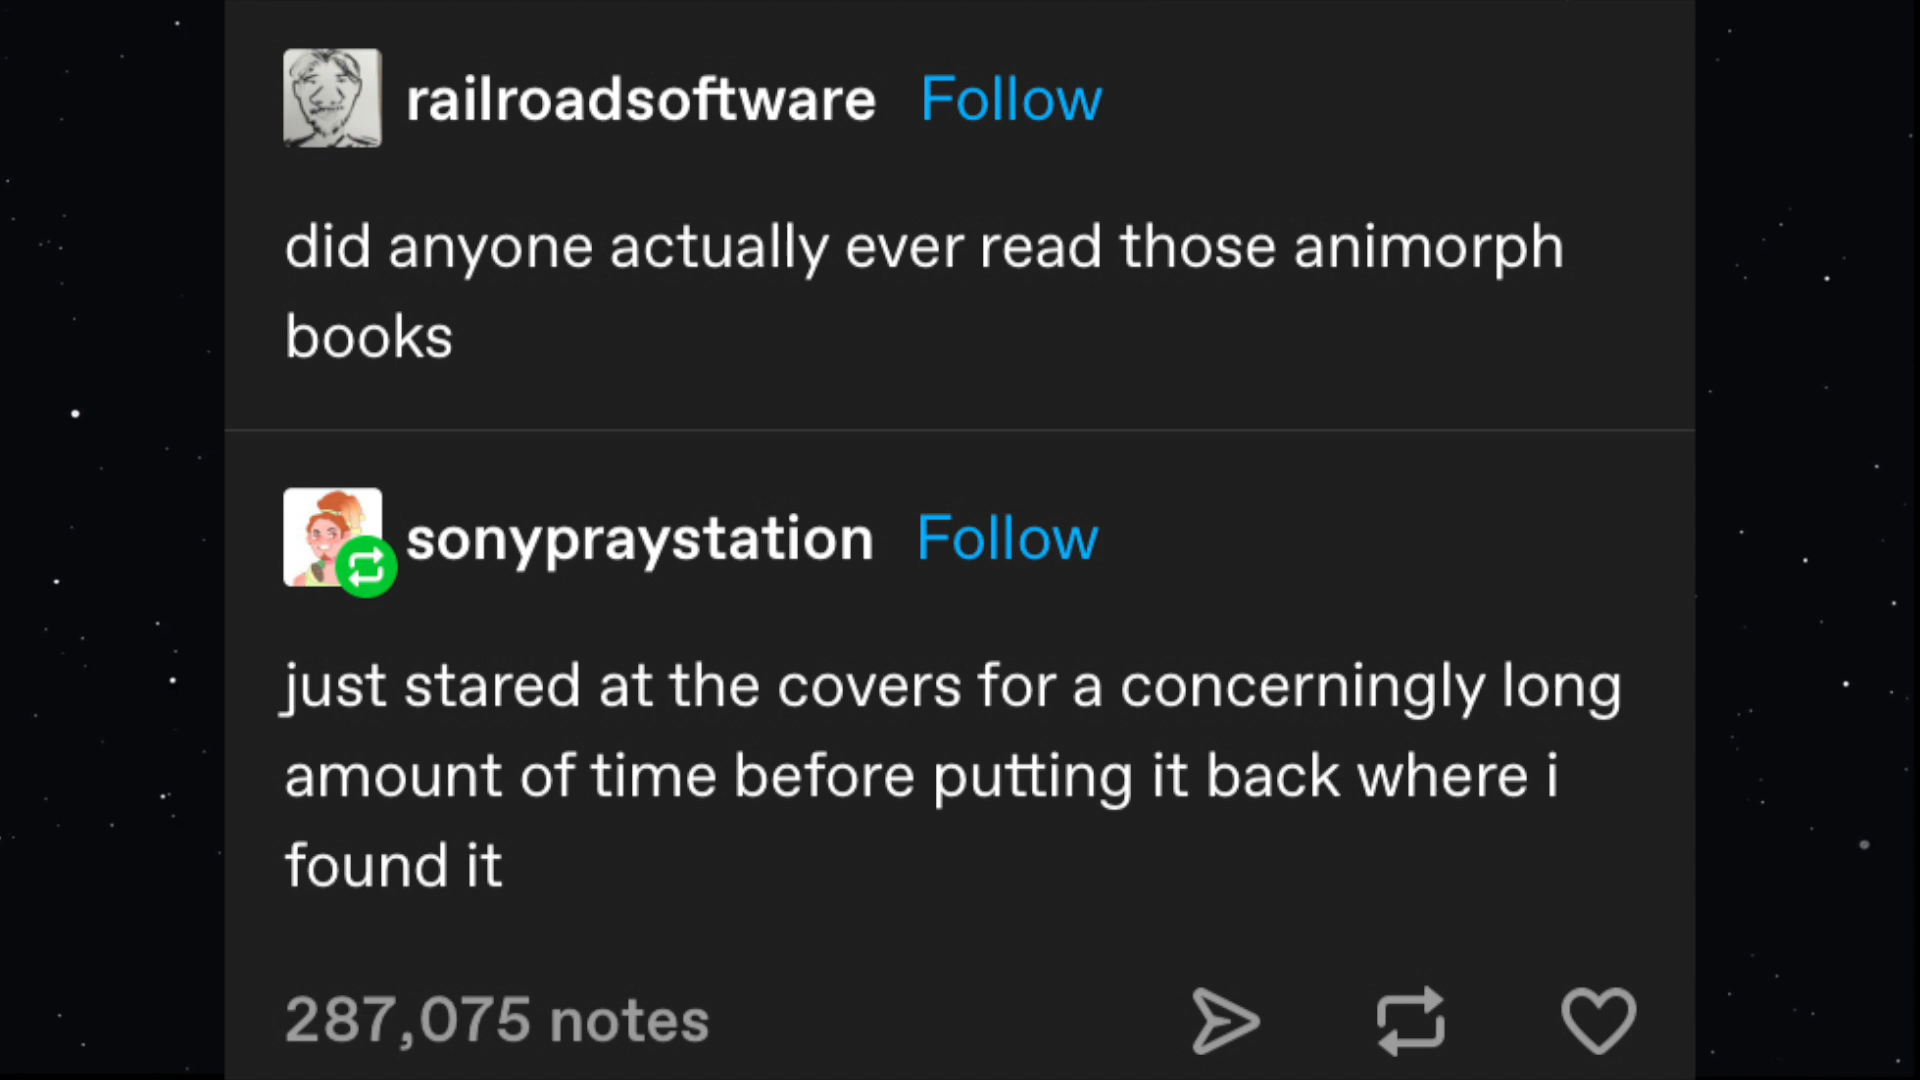 railroadsoftware Follow
did anyone actually ever read those animorph
books
sonypraystation Follow
just stared at the covers for a concerningly long
amount of time before putting it back where i
found it
287,075 notes